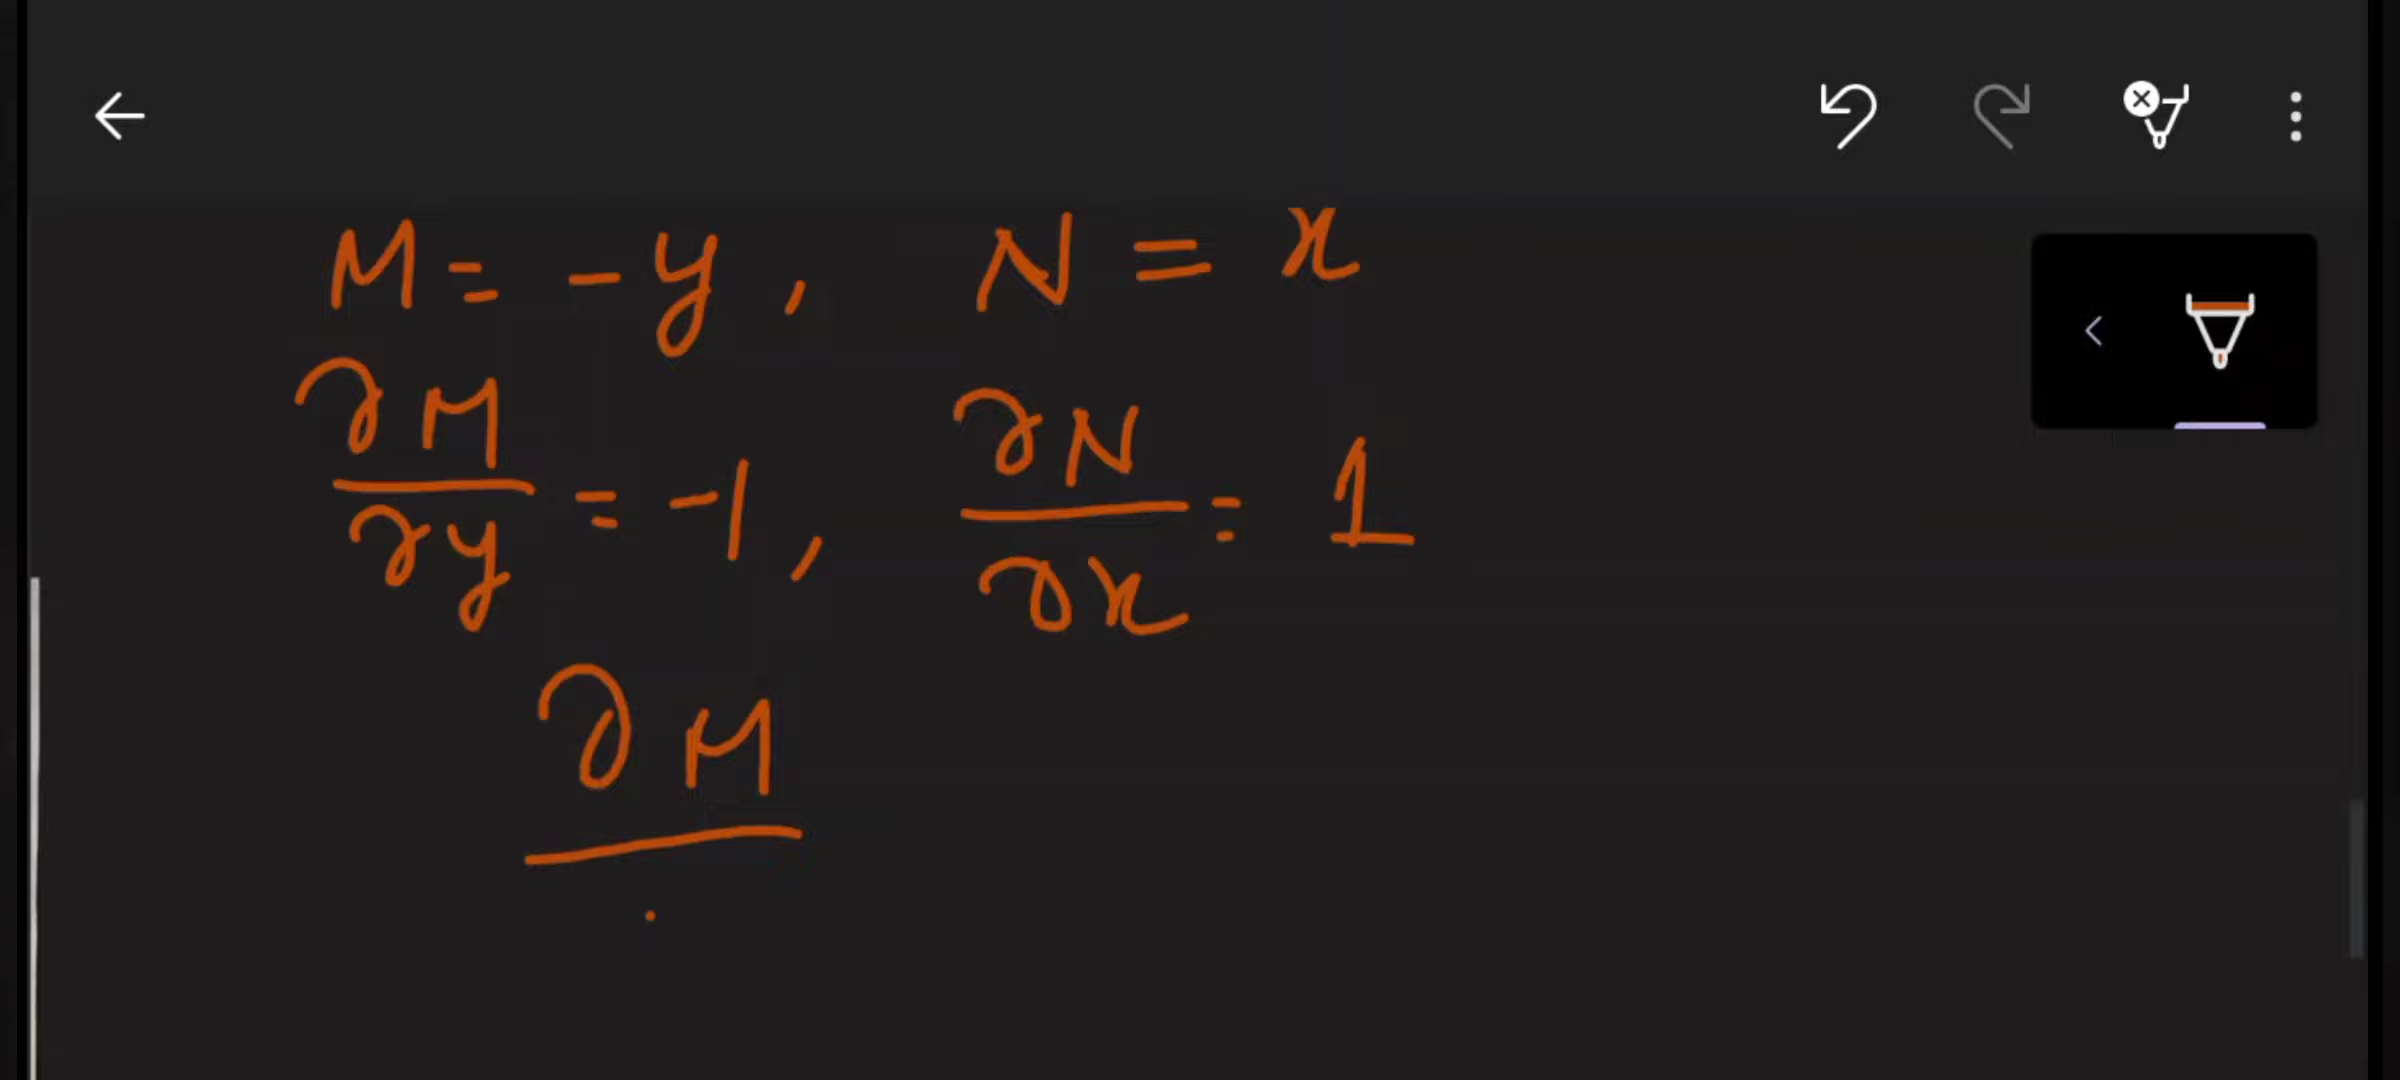 M = -y , N = x
∂M/∂y = -1 , ∂N/∂x = 1
∂M